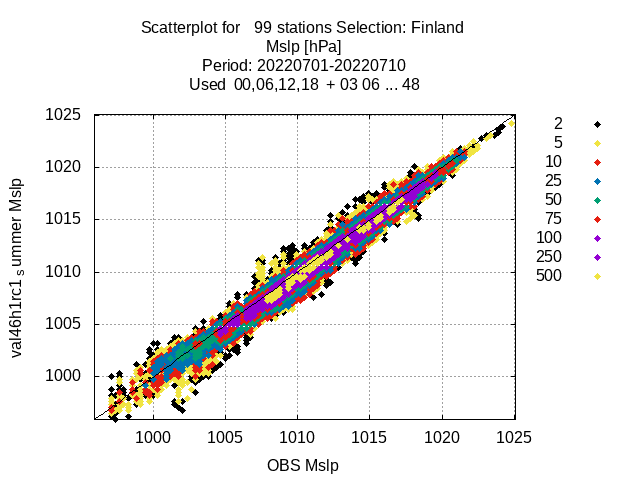 Scatterplot for 99 stations Selection: Finland
Mslp [hPa]
Period: 20220701-20220710
Used 00,06,12,18 + 03 06 ... 48
1025
1020
1015
1010
1005
1000
val46h1rc1 summer Mslp
1000 1005 1010 1015 1020 1025
OBS Mslp
2
5
10
25
50
75
100
250
500